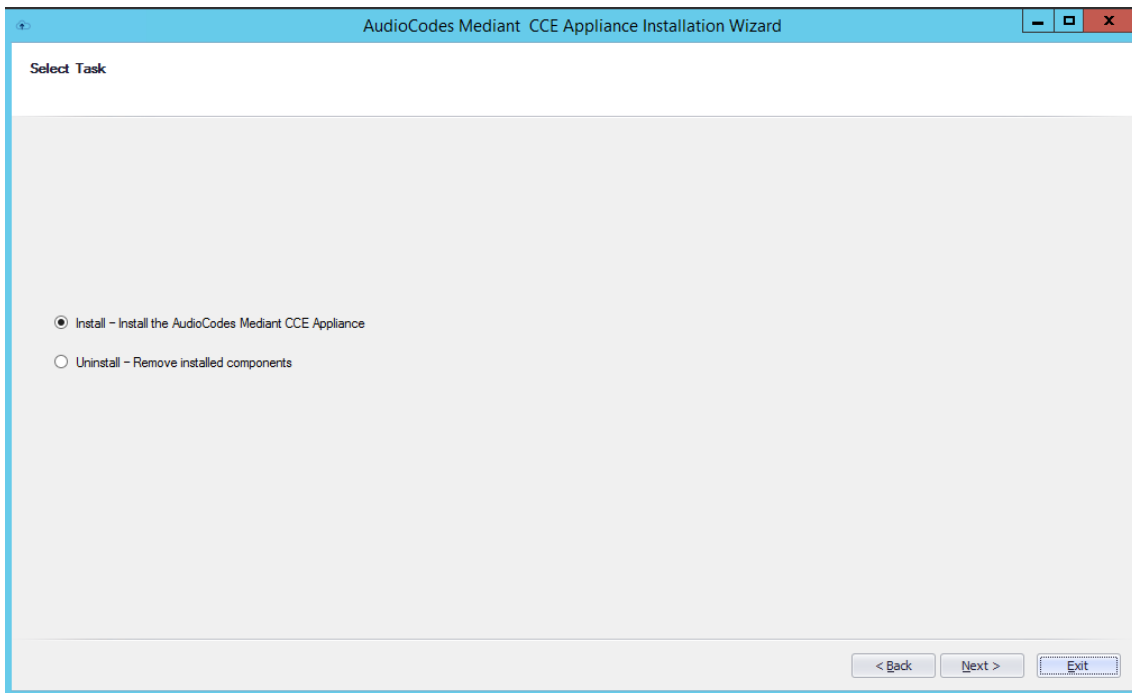 AudioCodes Mediant  CCE Appliance Installation Wizard
Select Task
Install - Install the AudioCodes Mediant CCE Appliance
Uninstall - Remove installed components
< Back
Next >
Exit